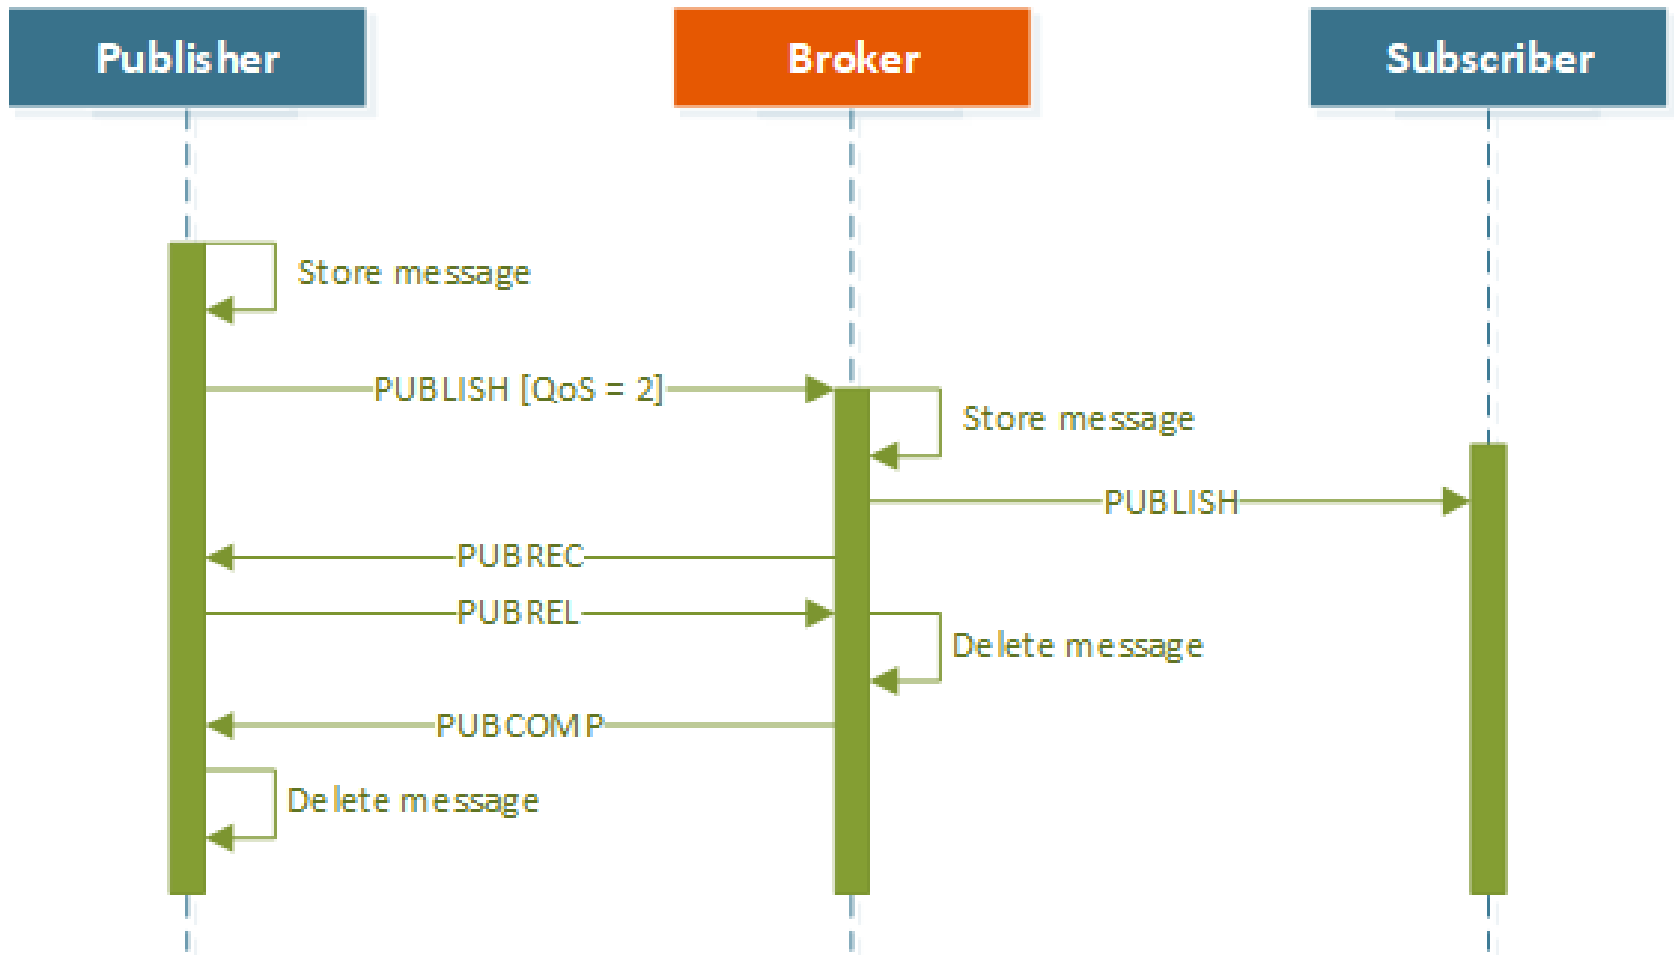 Publisher
Broker
Subscriber
Store message
PUBLISH [QoS = 2]
Store message
PUBLISH
PUBREC
PUBREL
Delete message
PUBCOMP
Delete message